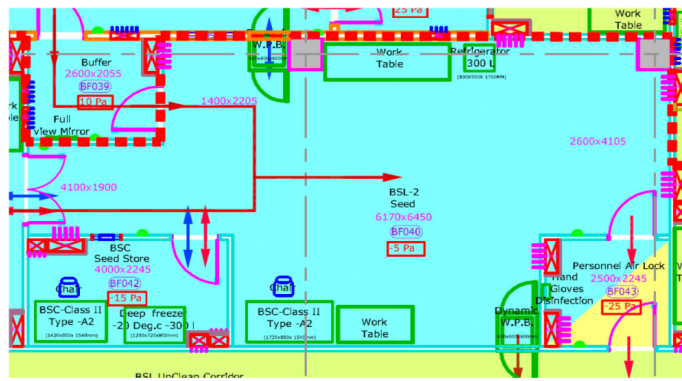 25 Pa
Work
Table
W.P.B.
Work
Table
Refrigerator
300 L
Buffer
2600x2055
BF039
10 Pa
Full
view Mirror
1400x2205
2600x4105
4100x1900
BSL-2
Seed
6170x6450
BF040
-5 Pa
BSC
Seed Store
4000x2245
BF042
-15 Pa
Chair
BSC-Class II
Type -A2
Deep freezer
-20 Deg.c -300 l
Chair
BSC-Class II
Type -A2
Work
Table
Dynamic
W.P.B.
Personnel Air Lock
2500x2245
BF043
-25 Pa
Hand
Gloves
Disinfection
BSL UnClean Corridor